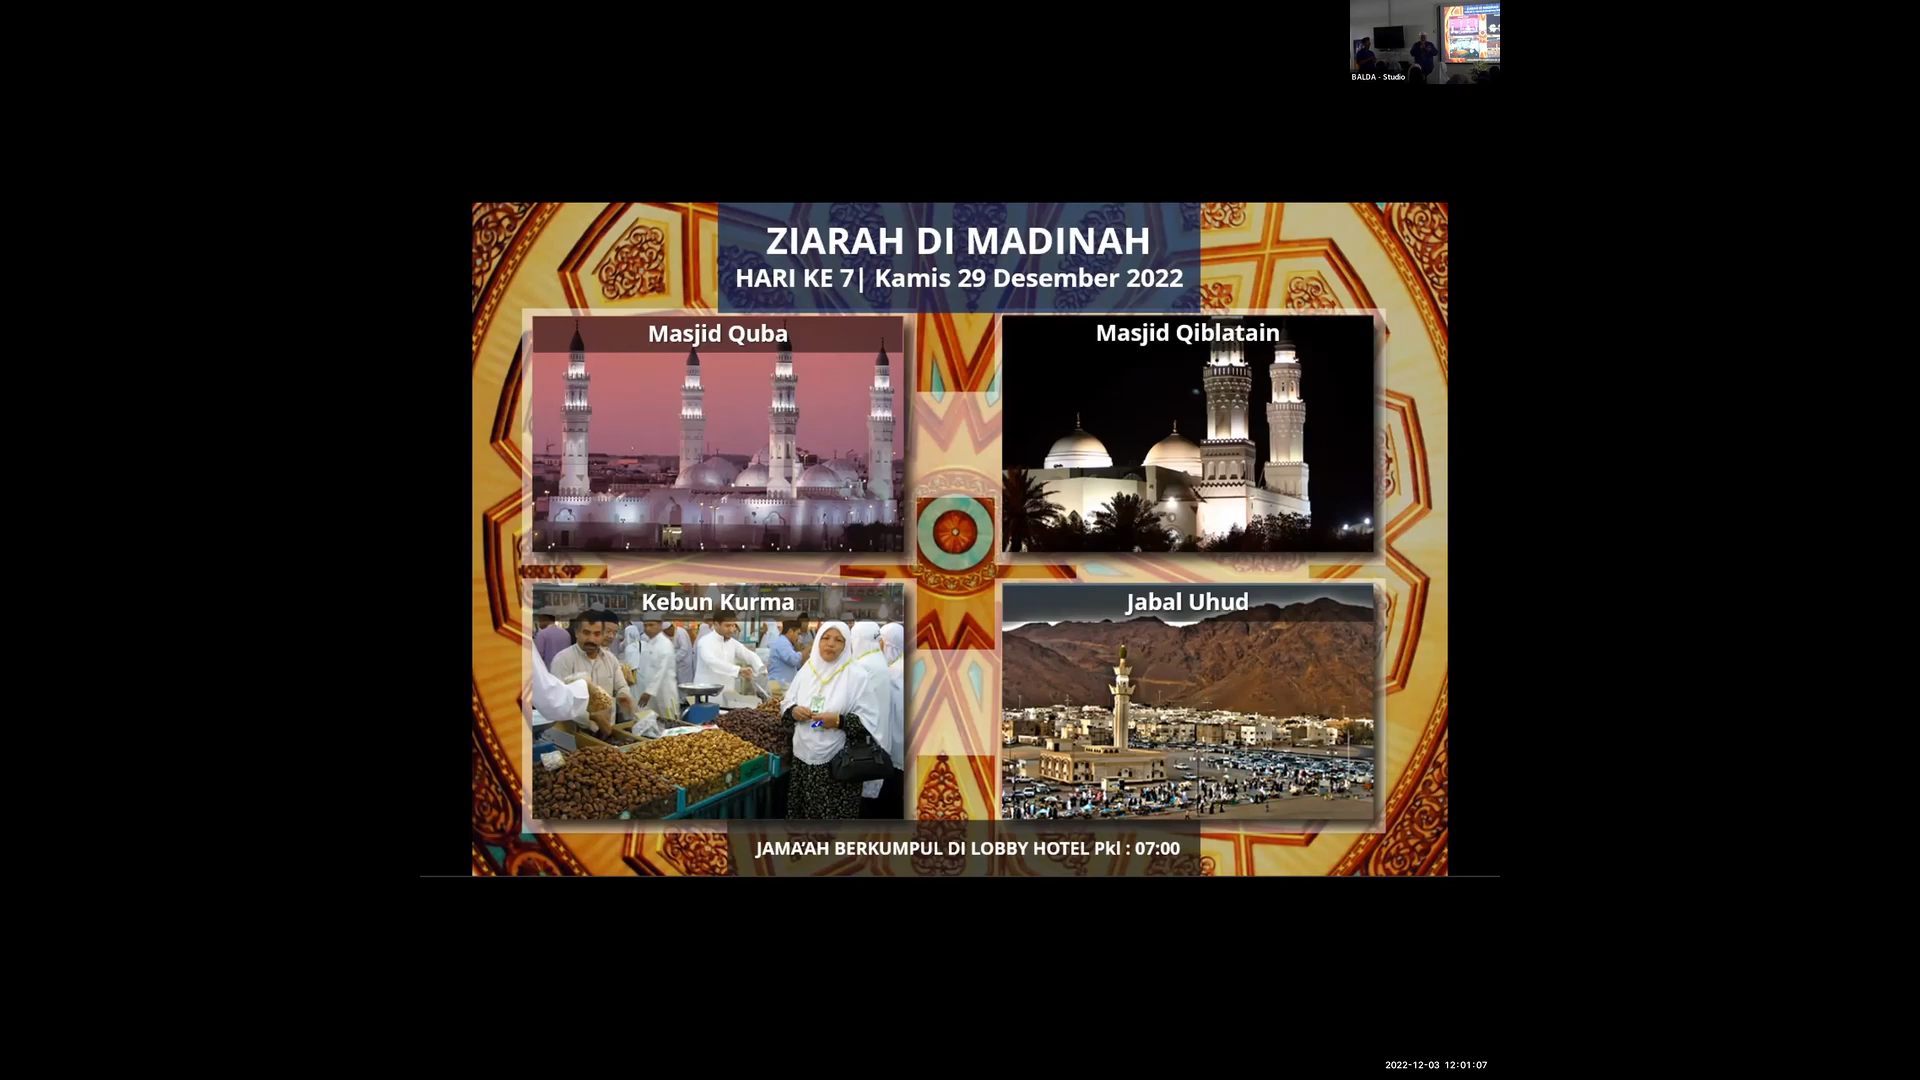 BALDA - Studio
ZIARAH DI MADINAH
HARI KE 7| Kamis 29 Desember 2022
Masjid Quba
Masjid Qiblatain
Kebun Kurma
Jabal Uhud
JAMA'AH BERKUMPUL DI LOBBY HOTEL Pkl : 07:00
2022-12-03 12:01:07